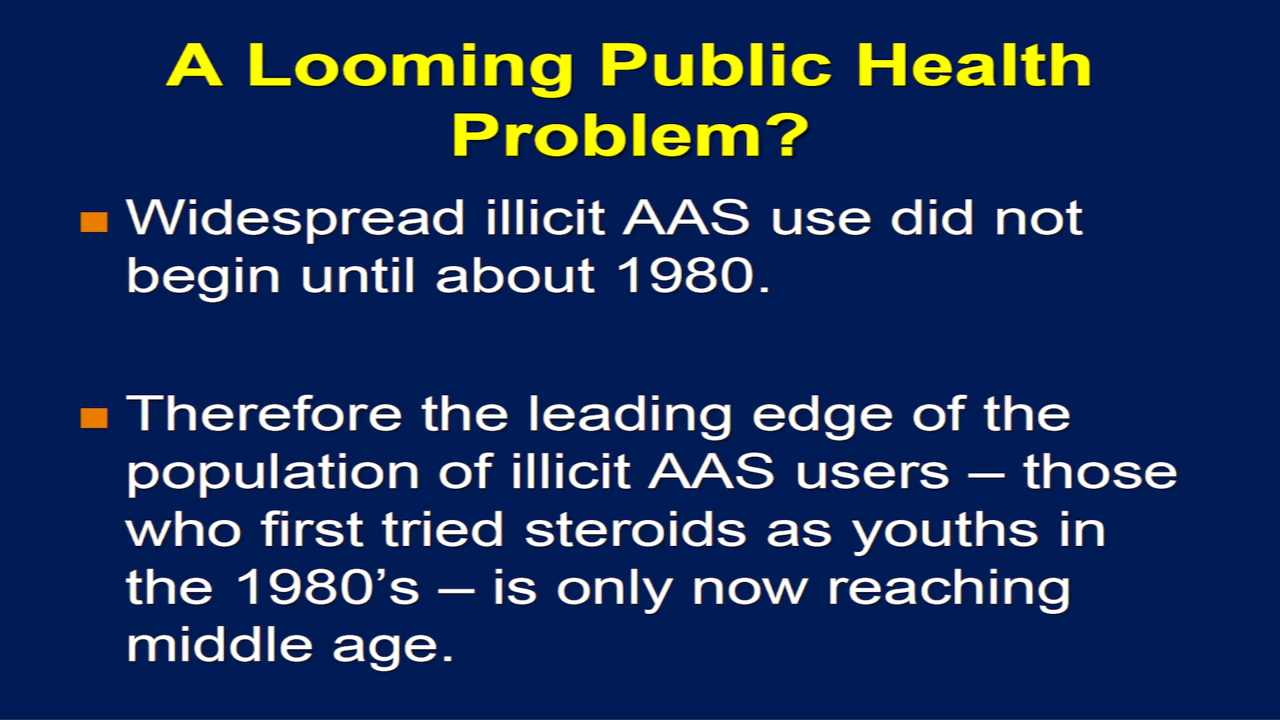 A Looming Public Health
Problem?
Widespread illicit AAS use did not
begin until about 1980.
Therefore the leading edge of the
population of illicit AAS users – those
who first tried steroids as youths in
the 1980’s – is only now reaching
middle age.